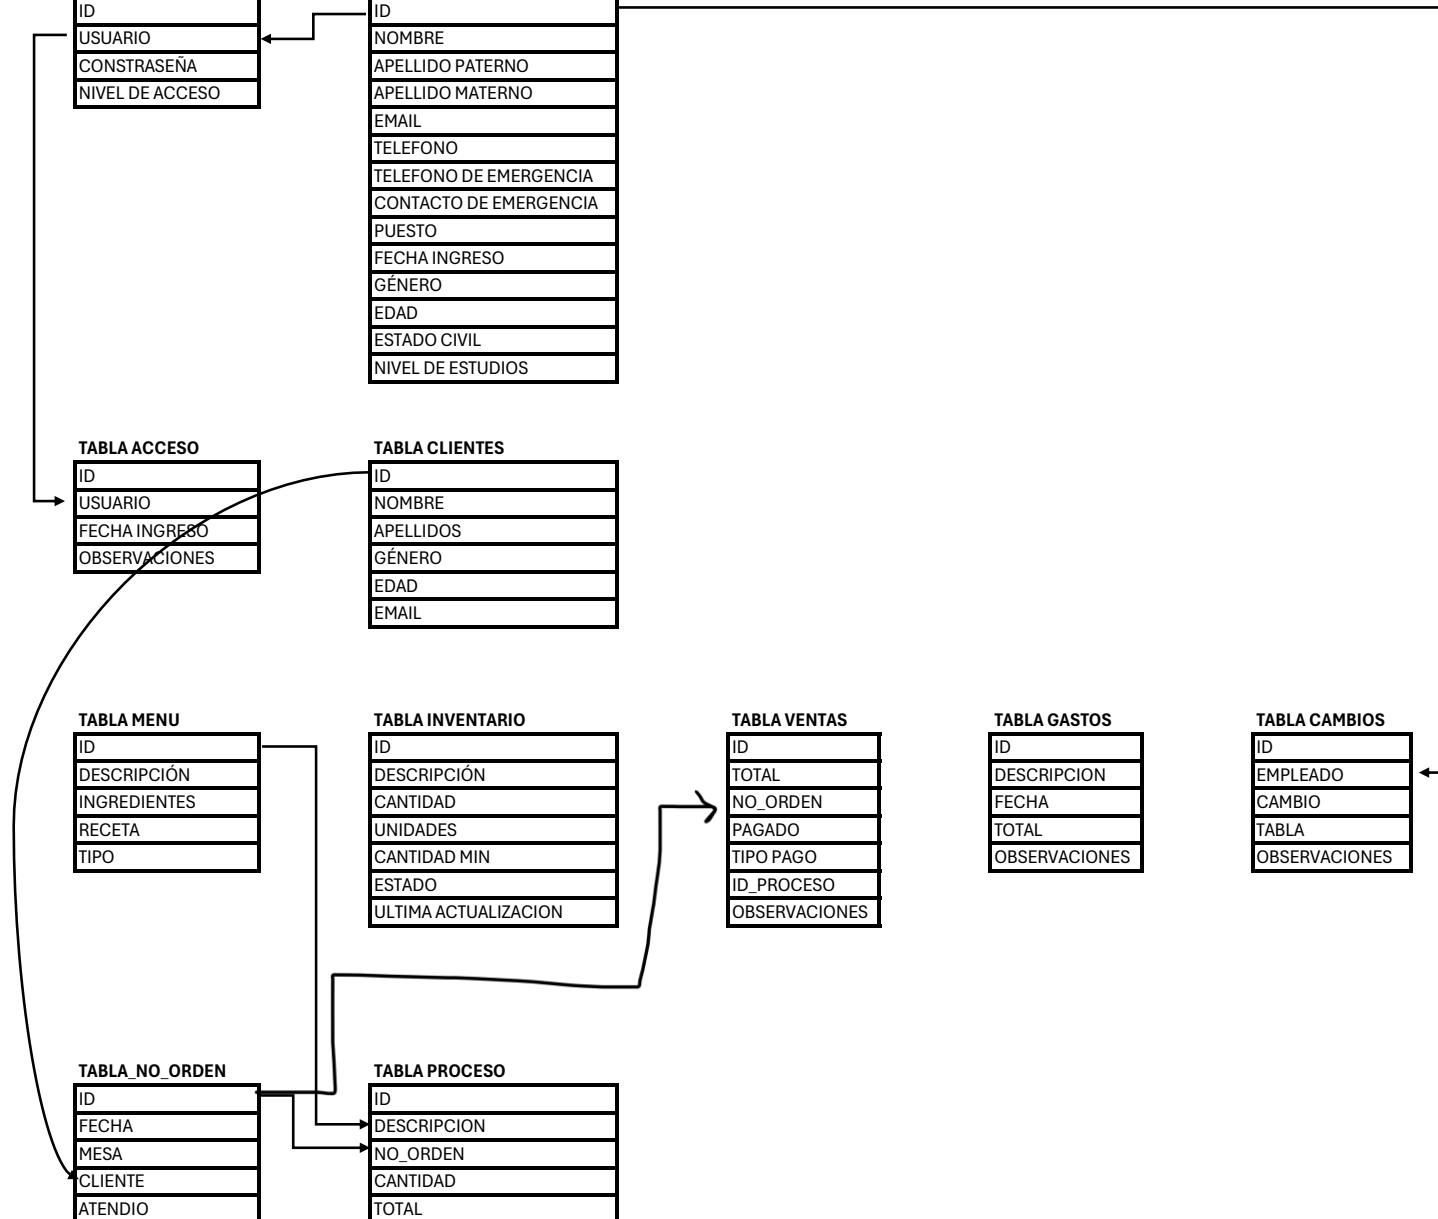 ID
USUARIO
CONSTRASEÑA
NIVEL DE ACCESO
ID
NOMBRE
APELLIDO PATERNO
APELLIDO MATERNO
EMAIL
TELEFONO
TELEFONO DE EMERGENCIA
CONTACTO DE EMERGENCIA
PUESTO
FECHA INGRESO
GÉNERO
EDAD
ESTADO CIVIL
NIVEL DE ESTUDIOS
TABLA ACCESO
ID
USUARIO
FECHA INGRESO
OBSERVACIONES
TABLA CLIENTES
ID
NOMBRE
APELLIDOS
GÉNERO
EDAD
EMAIL
TABLA MENU
ID
DESCRIPCIÓN
INGREDIENTES
RECETA
TIPO
TABLA INVENTARIO
ID
DESCRIPCIÓN
CANTIDAD
UNIDADES
CANTIDAD MIN
ESTADO
ULTIMA ACTUALIZACION
TABLA VENTAS
ID
TOTAL
NO_ORDEN
PAGADO
TIPO PAGO
ID_PROCESO
OBSERVACIONES
TABLA GASTOS
ID
DESCRIPCION
FECHA
TOTAL
OBSERVACIONES
TABLA CAMBIOS
ID
EMPLEADO
CAMBIO
TABLA
OBSERVACIONES
TABLA_NO_ORDEN
ID
FECHA
MESA
CLIENTE
ATENDIO
TABLA PROCESO
ID
DESCRIPCION
NO_ORDEN
CANTIDAD
TOTAL